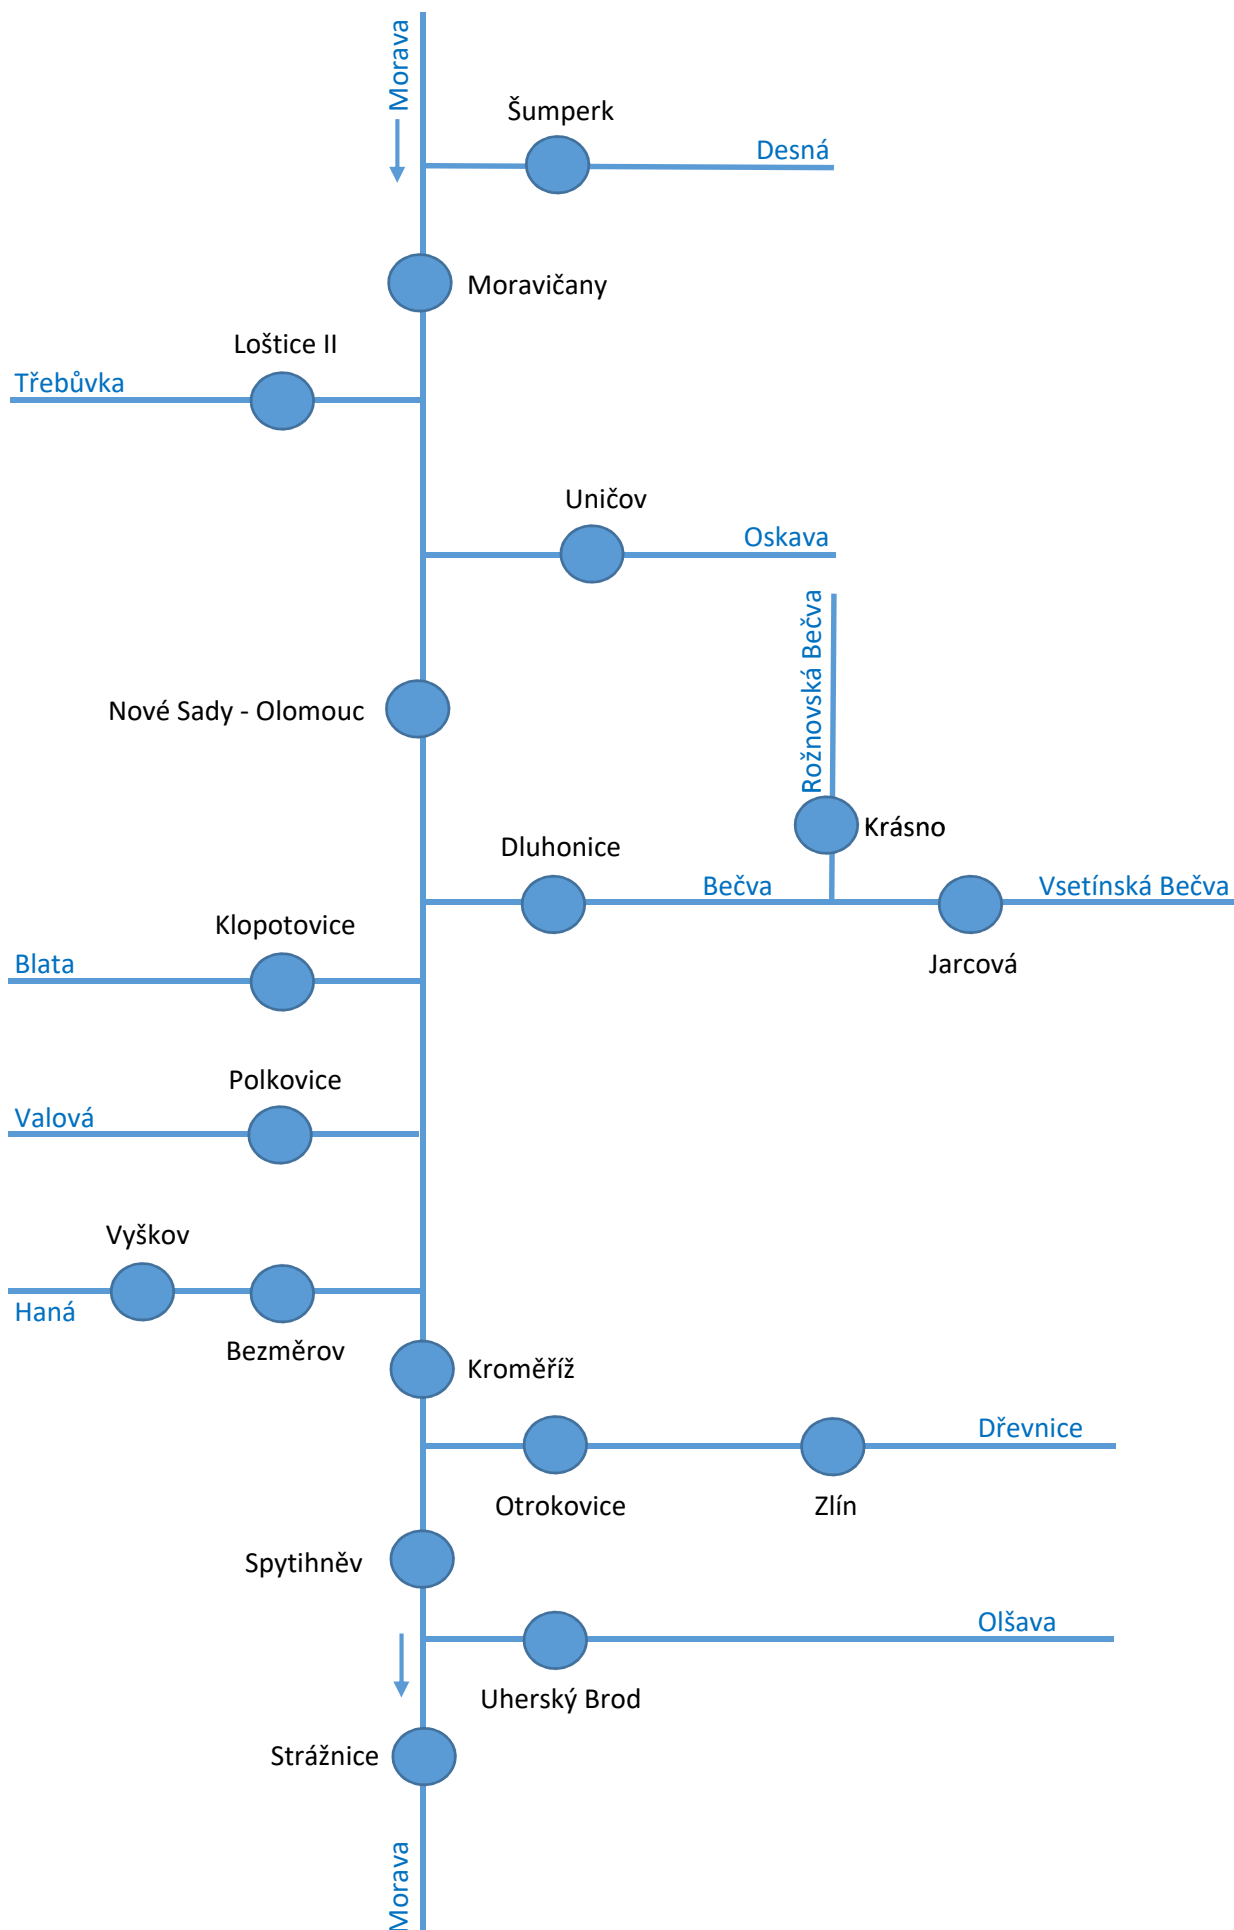 Morava
Šumperk
Desná
Moravičany
Loštice II
Třebůvka
Uničov
Oskava
Rožnovská Bečva
Nové Sady - Olomouc
Krásno
Dluhonice
Bečva
Vsetínská Bečva
Klopotovice
Blata
Jarcová
Polkovice
Valová
Vyškov
Haná
Bezměrov
Kroměříž
Dřevnice
Otrokovice
Zlín
Spytihněv
Olšava
Uherský Brod
Strážnice
Morava